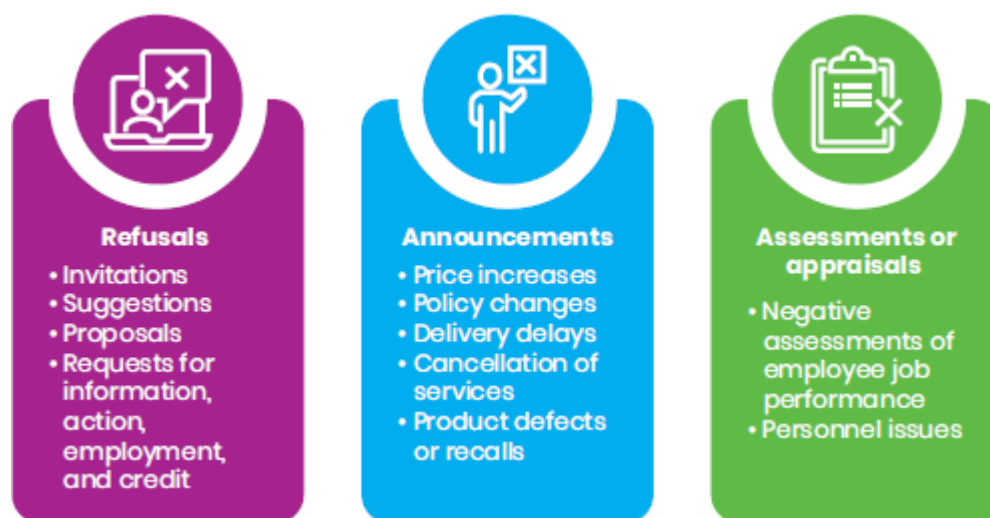 Refusals
• Invitations
• Suggestions
• Proposals
• Requests for
information,
action,
employment,
and credit
Announcements
• Price increases
• Policy changes
• Delivery delays
• Cancellation of
services
• Product defects
or recalls
Assessments or
appraisals
• Negative
assessments of
employee job
performance
• Personnel issues